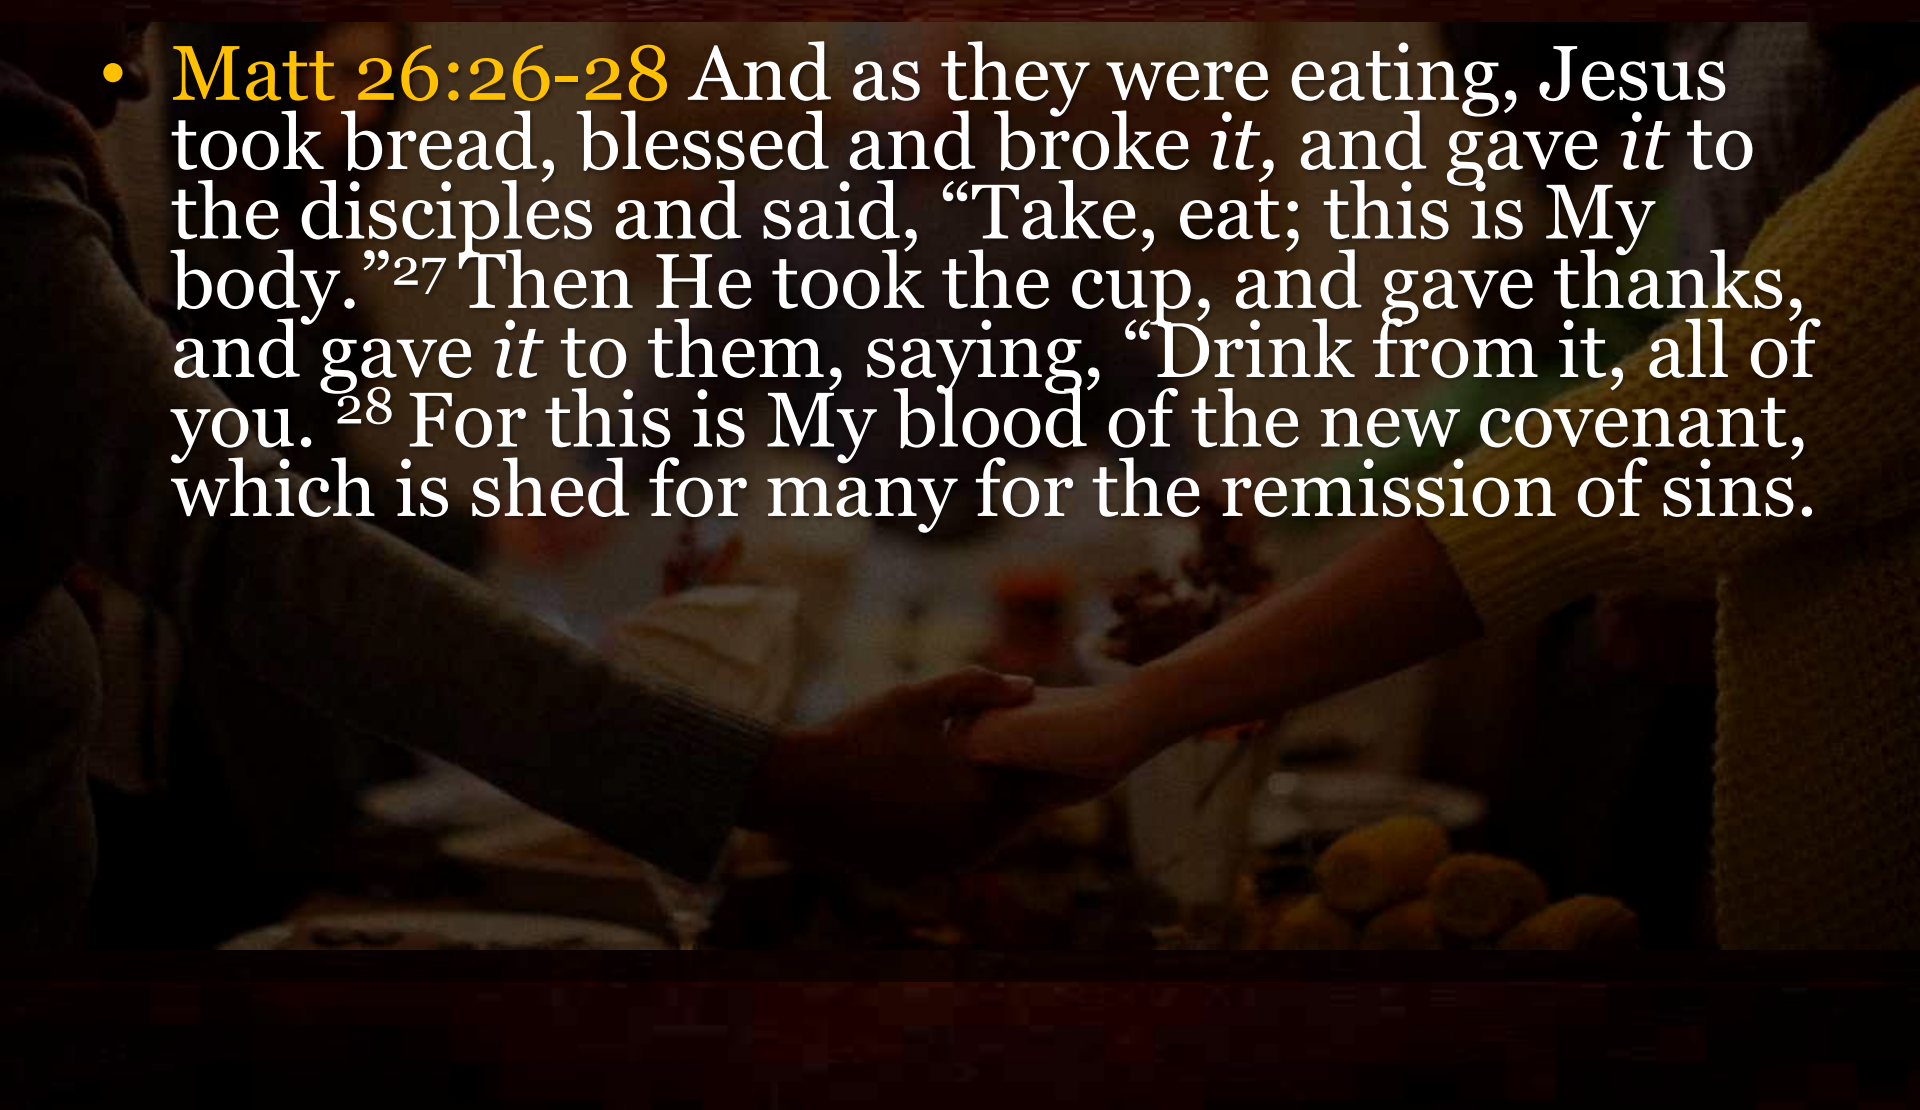 • Matt 26:26-28 And as they were eating, Jesus
took bread, blessed and broke it, and gave it to
the disciples and said, “Take, eat; this is My
body.”27 Then He took the cup, and gave thanks,
and gave it to them, saying, “Drink from it, all of
you. 28 For this is My blood of the new covenant,
which is shed for many for the remission of sins.